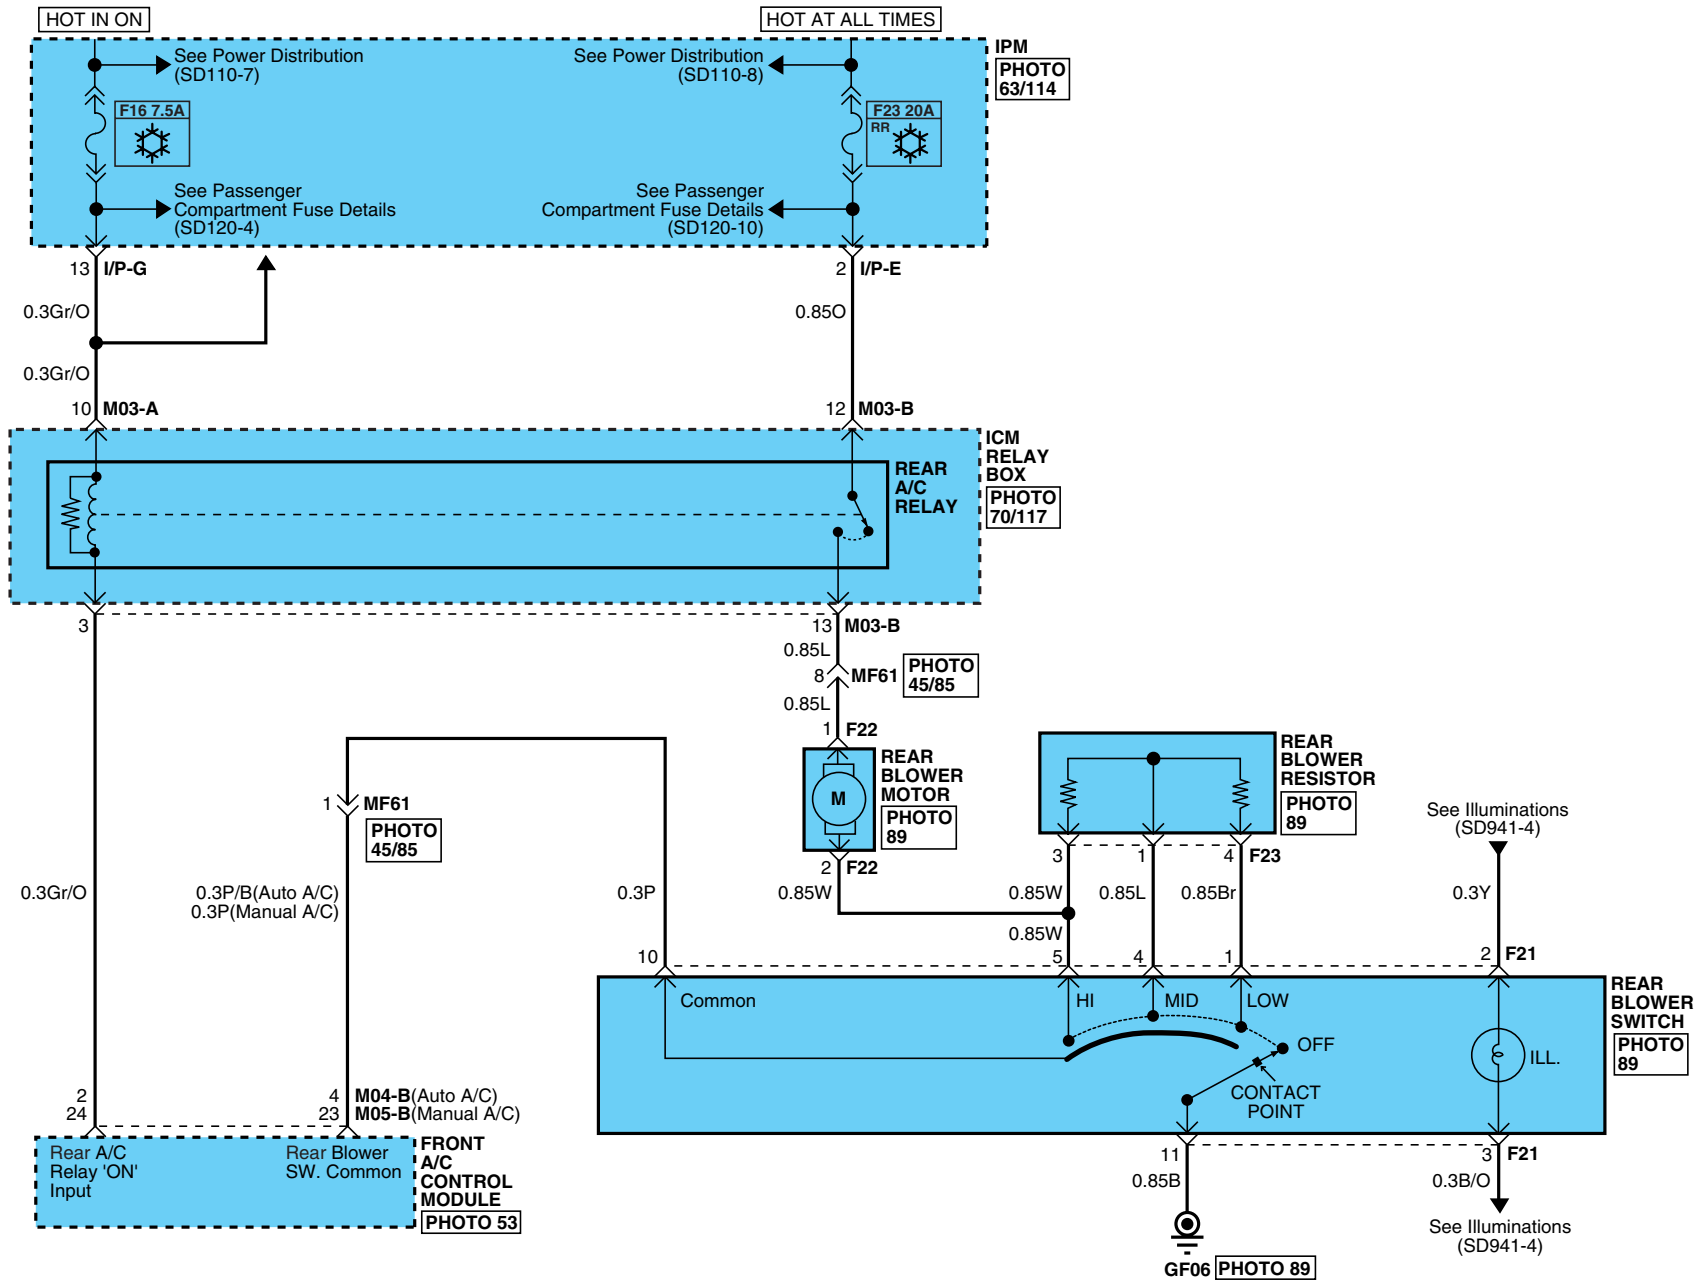 HOT IN ON
HOT AT ALL TIMES
See Power Distribution
(SD110-7)
See Power Distribution
(SD110-8)
IPM
PHOTO
63/114
F16 7.5A
F23 20A
RR
See Passenger
Compartment Fuse Details
(SD120-4)
See Passenger
Compartment Fuse Details
(SD120-10)
13 I/P-G
2 I/P-E
0.3Gr/O
0.85O
0.3Gr/O
10 M03-A
12 M03-B
ICM
RELAY
BOX
PHOTO
70/117
REAR
A/C
RELAY
3
13 M03-B
0.85L
8 MF61
PHOTO
45/85
0.85L
1 F22
REAR
BLOWER
MOTOR
PHOTO
89
M
2 F22
0.85W
REAR
BLOWER
RESISTOR
PHOTO
89
3
1
4 F23
0.85W
0.85L
0.85Br
0.85W
See Illuminations
(SD941-4)
0.3Y
1 MF61
PHOTO
45/85
0.3Gr/O
0.3P/B(Auto A/C)
0.3P(Manual A/C)
0.3P
10
5
4
1
2 F21
Common
HI
MID
LOW
OFF
CONTACT
POINT
ILL.
REAR
BLOWER
SWITCH
PHOTO
89
2
24
4 M04-B(Auto A/C)
23 M05-B(Manual A/C)
Rear A/C
Relay 'ON'
Input
Rear Blower
SW. Common
FRONT
A/C
CONTROL
MODULE
PHOTO 53
11
0.85B
3 F21
0.3B/O
See Illuminations
(SD941-4)
GF06 PHOTO 89